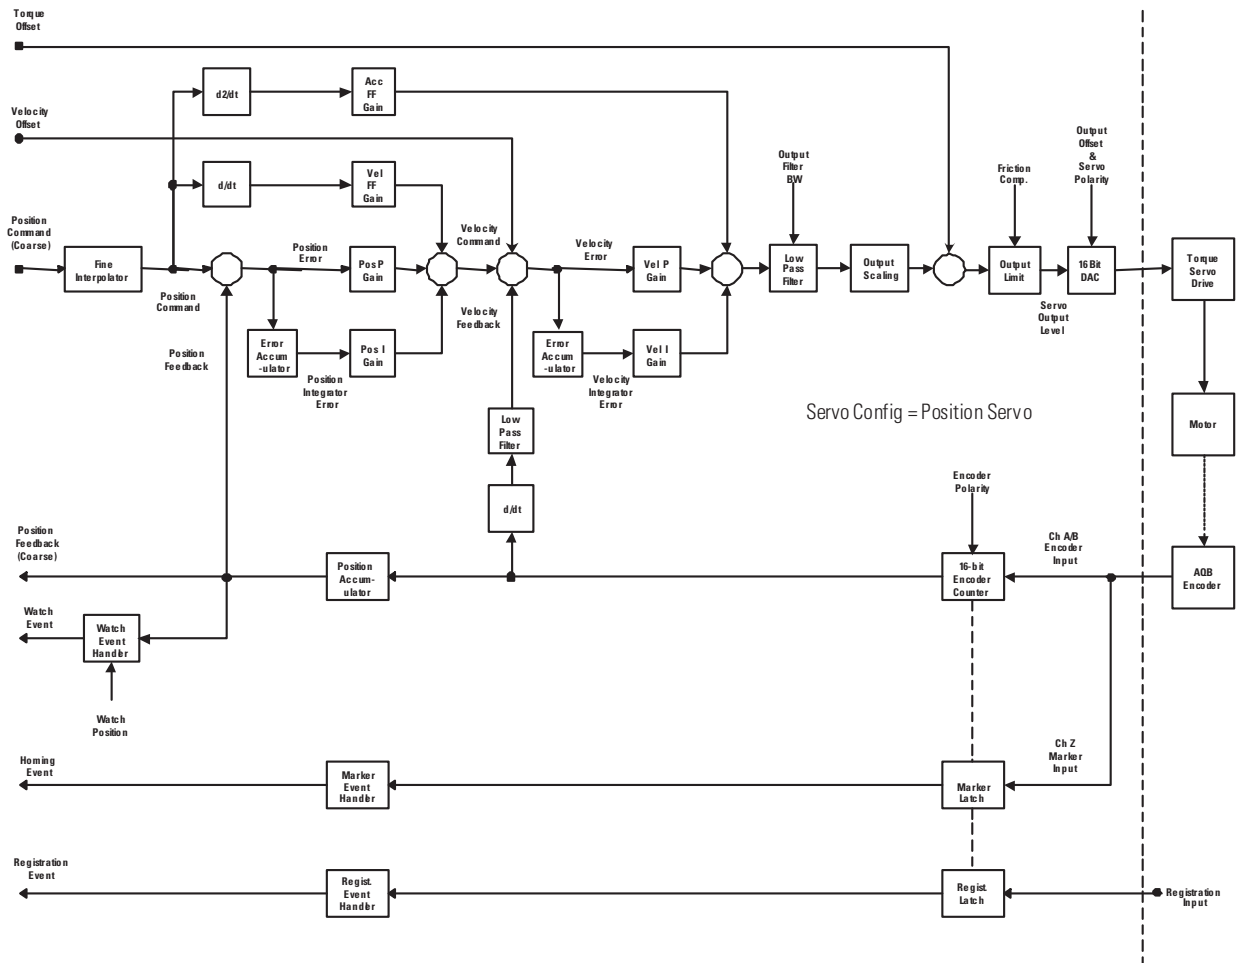 Torque
Offset
d2/dt
Acc
FF
Gain
Velocity
Offset
Output
Offset
&
Servo
Polarity
Output
Filter
BW
Friction
Comp.
d/dt
Vel
FF
Gain
Position
Command
(Coarse)
Velocity
Command
Fine
Interpolator
Position
Error
Pos P
Gain
Velocity
Error
Vel P
Gain
Low
Pass
Filter
Output
Scaling
Output
Limit
16 Bit
DAC
Torque
Servo
Drive
Position
Command
Velocity
Feedback
Servo
Output
Level
Position
Feedback
Error
Accum
-ulator
Pos I
Gain
Error
Accum
-ulator
Vel I
Gain
Position
Integrator
Error
Velocity
Integrator
Error
Servo Config = Position Servo
Low
Pass
Filter
Motor
Encoder
Polarity
d/dt
Position
Feedback
(Coarse)
Ch A/B
Encoder
Input
Position
Accum-
ulator
16-bit
Encoder
Counter
AQB
Encoder
Watch
Event
Watch
Event
Handler
Watch
Position
Ch Z
Marker
Input
Homing
Event
Marker
Event
Handler
Marker
Latch
Registration
Event
Regist.
Event
Handler
Regist.
Latch
Registration
Input